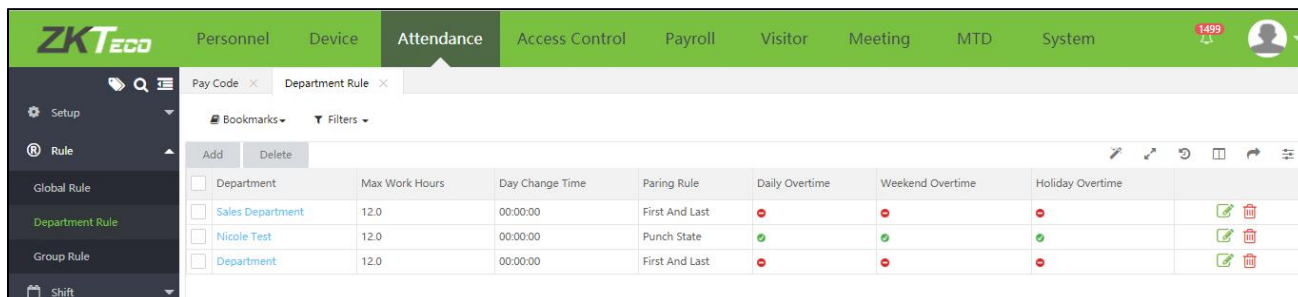 ZKTECO Personnel Device Attendance Access Control Payroll Visitor Meeting MTD System 1499
Pay Code Department Rule
Setup
Bookmarks Filters
Rule
Add Delete
Global Rule
Department Max Work Hours Day Change Time Paring Rule Daily Overtime Weekend Overtime Holiday Overtime
Sales Department 12.0 00:00:00 First And Last
Department Rule
Nicole Test 12.0 00:00:00 Punch State
Group Rule
Department 12.0 00:00:00 First And Last
Shift